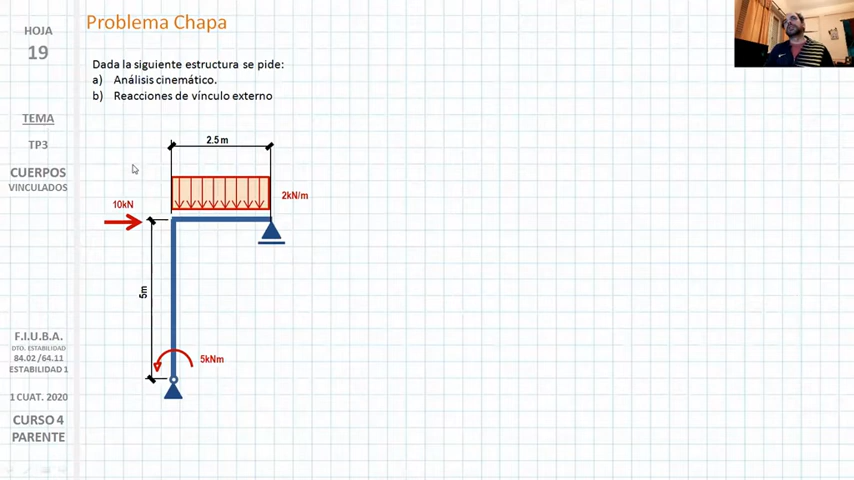 HOJA
19
TEMA
TP3
CUERPOS
VINCULADOS
F.I.U.B.A.
DTO. ESTABILIDAD
84.02 /64.11
ESTABILIDAD 1
1 CUAT. 2020
CURSO 4
PARENTE
Problema Chapa
Dada la siguiente estructura se pide:
a) Análisis cinemático.
b) Reacciones de vínculo externo
2.5 m
2kN/m
10kN
5m
5kNm